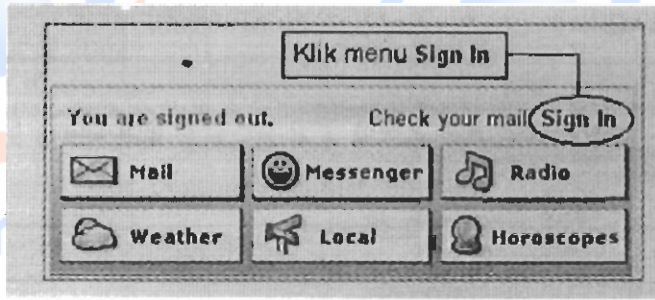 Klik menu Sign In
You are signed out. Check your mail Sign In
Mail Messenger Radio
Weather Local Horoscopes